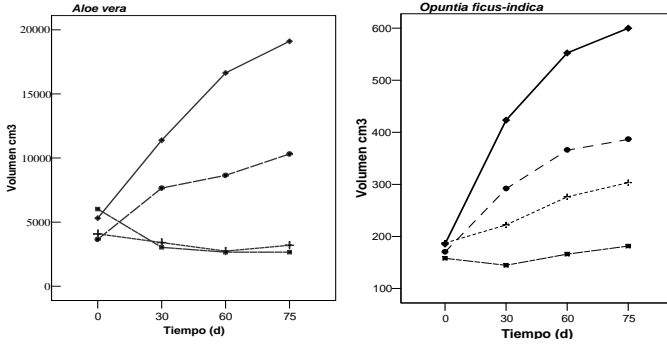 Aloe vera
20000
15000
10000
5000
0
Volumen cm3
0 30 60 75
Tiempo (d)
Opuntia ficus-indica
600
500
400
300
200
100
Volumen cm3
0 30 60 75
Tiempo (d)